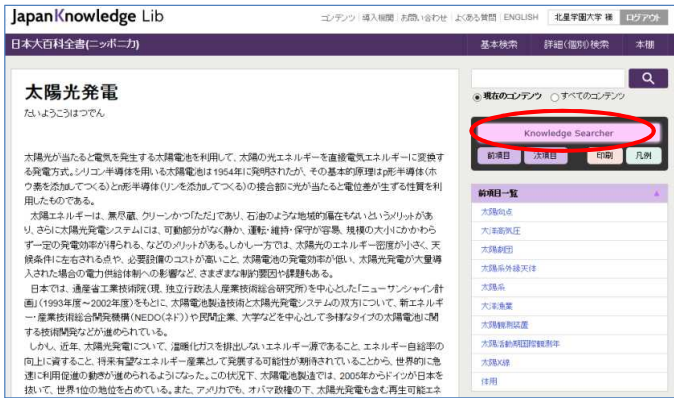 JapanKnowledge Lib
コンテンツ | 導入機関 | お問い合わせ | よくある質問 | ENGLISH 北星学園大学 様 ログアウト
日本大百科全書(ニッポニカ)
基本検索 詳細(個別)検索 本棚
太陽光発電
たいようこうはつでん
太陽光が当たると電気を発生する太陽電池を利用して、太陽の光エネルギーを直接電気エネルギーに変換す
る発電方式。シリコン半導体を用いる太陽電池は1954年に発明されたが、その基本的原理はp形半導体(ホ
ウ素を添加してつくる)とn形半導体(リンを添加してつくる)の接合部に光が当たると電位差が生ずる性質を利
用したものである。
太陽エネルギーは、無尽蔵、クリーンかつ「ただ」であり、石油のような地域的偏在もないというメリットがあ
り、さらに太陽光発電システムには、可動部分がなく静か、運転・維持・保守が容易、規模の大小にかかわら
ず一定の発電効率が得られる、などのメリットがある。しかし一方では、太陽光のエネルギー密度が小さく、天
候条件に左右される点や、必要設備のコストが高いこと、太陽電池の発電効率が低い、太陽光発電が大量導
入された場合の電力供給体制への影響など、さまざまな制約要因や課題もある。
日本では、通産省工業技術院(現、独立行政法人産業技術総合研究所)を中心とした「ニューサンシャイン計
画」(1993年度~2002年度)をもとに、太陽電池製造技術と太陽光発電システムの双方について、新エネルギ
ー・産業技術総合開発機構(NEDO(ネド))や民間企業、大学などを中心として多様なタイプの太陽電池に関
する技術開発などが進められている。
しかし、近年、太陽光発電について、温暖化ガスを排出しないエネルギー源であること、エネルギー自給率の
向上に資すること、将来有望なエネルギー産業として発展する可能性が期待されていることから、世界的に急
速に利用促進の動きが進められるようになった。この状況下、太陽電池製造では、2005年からドイツが日本を
抜いて、世界1位の地位を占めている。また、アメリカでも、オバマ政権の下、太陽光発電も含む再生可能エネ
現在のコンテンツ すべてのコンテンツ
Knowledge Searcher
前項目 次項目 印刷 凡例
前項目一覧
太陽向点
太洋高気圧
太陽劇団
太陽系外縁天体
太陽系
大洋漁業
太陽観測装置
太陽活動期国際観測年
太陽X線
体用